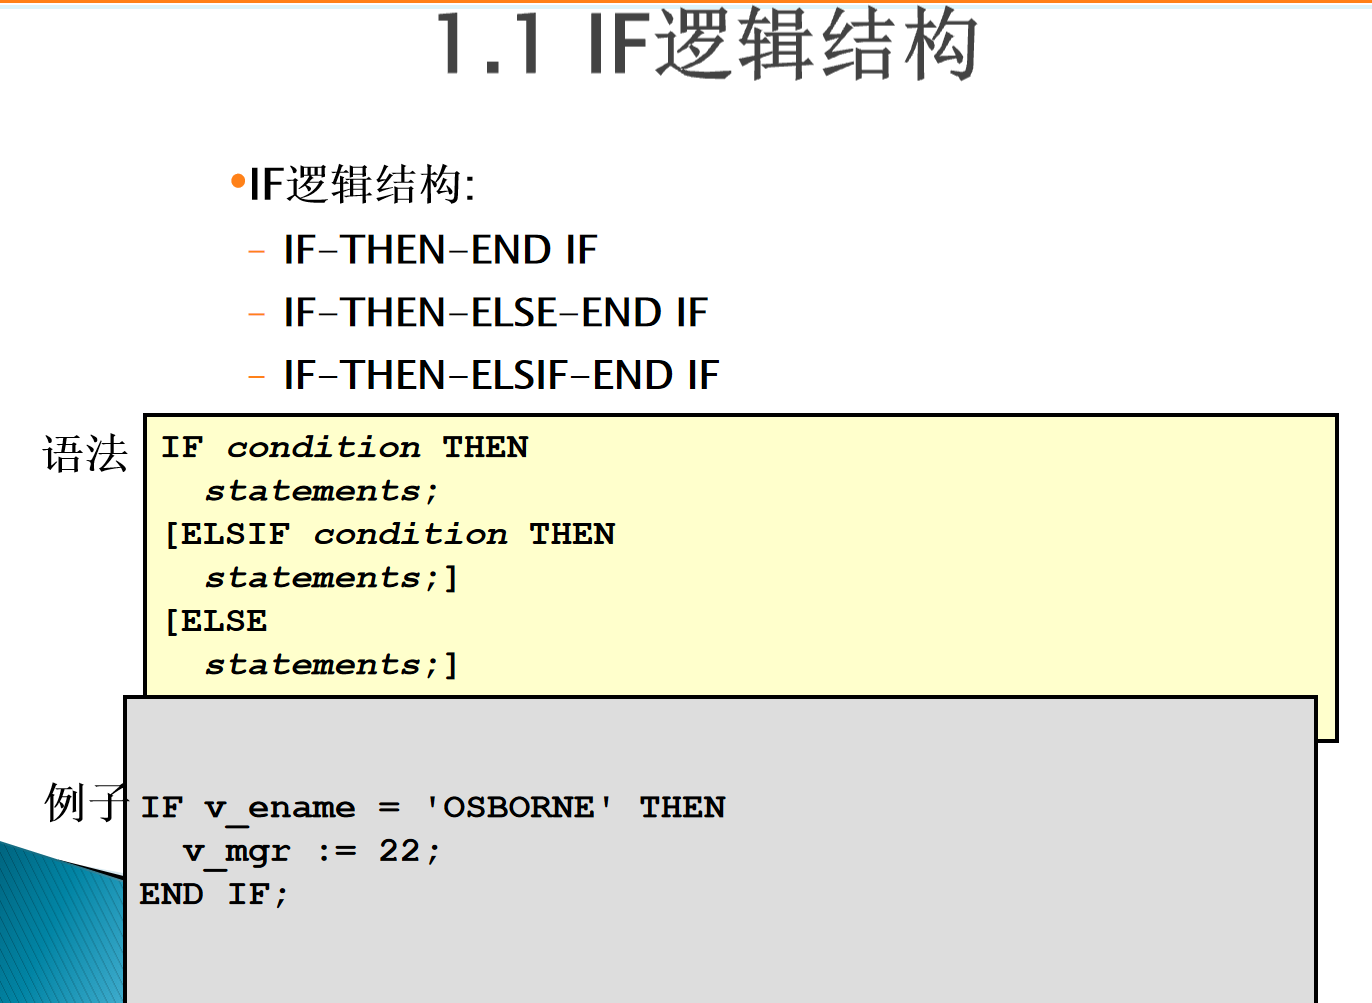 1.1 IF逻辑结构
•IF逻辑结构:
– IF-THEN-END IF
– IF-THEN-ELSE-END IF
– IF-THEN-ELSIF-END IF
语法
IF condition THEN
statements;
[ELSIF condition THEN
statements;]
[ELSE
statements;]
例子
IF v_ename = 'OSBORNE' THEN
v_mgr := 22;
END IF;